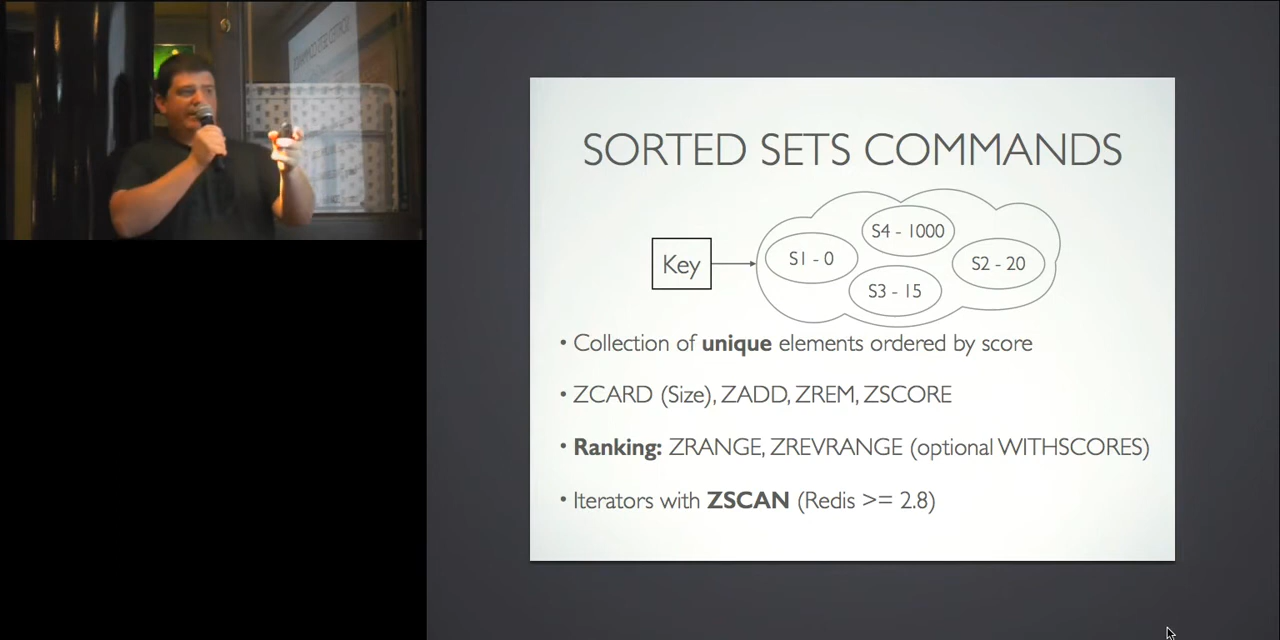 SORTED SETS COMMANDS
Key
S1 - 0
S4 - 1000
S3 - 15
S2 - 20
• Collection of unique elements ordered by score
• ZCARD (Size), ZADD, ZREM, ZSCORE
• Ranking: ZRANGE, ZREVRANGE (optional WITHSCORES)
• Iterators with ZSCAN (Redis >= 2.8)